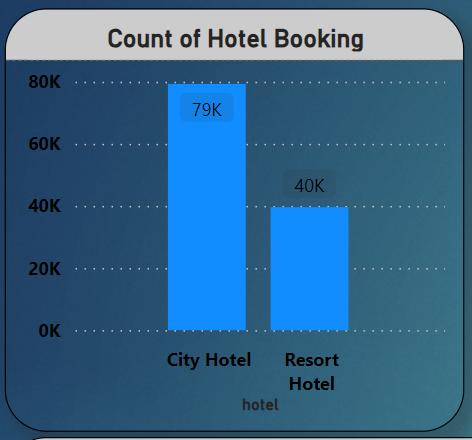 Count of Hotel Booking
80K
79K
60K
40K
40K
20K
0K
City Hotel
Resort
Hotel
hotel